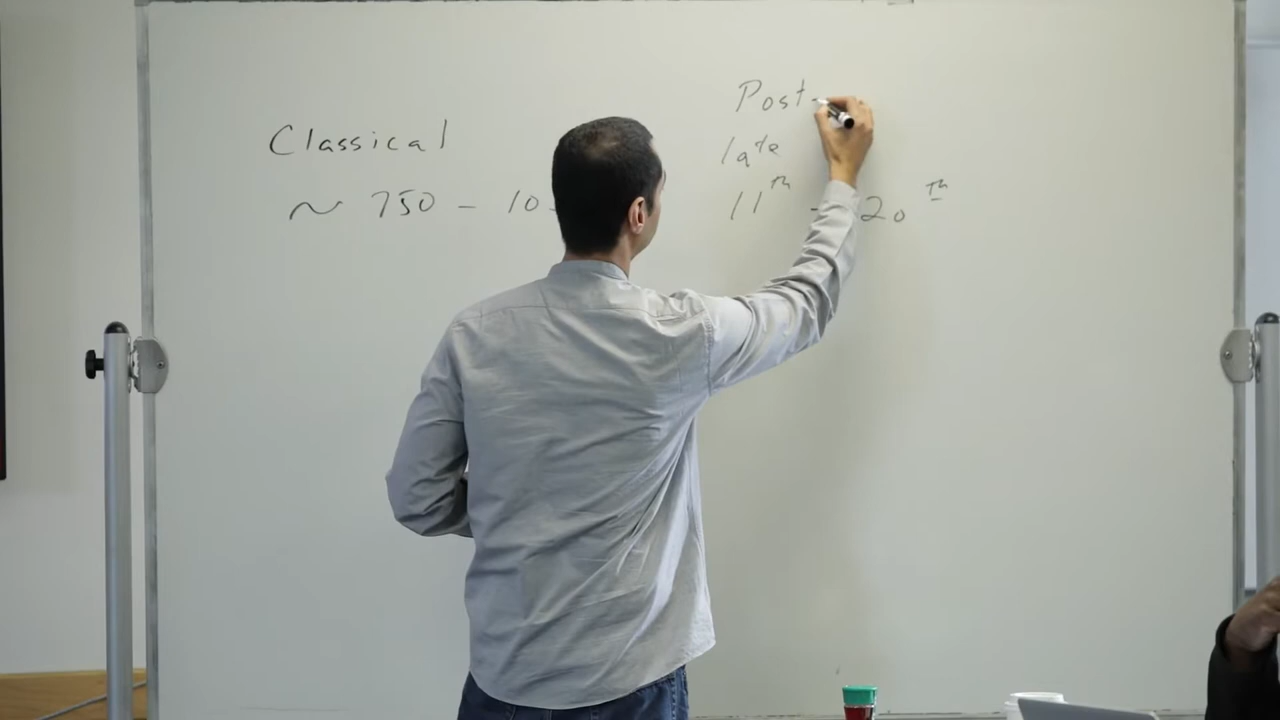 Classical
~ 750 - 10
Post-
late
11th - 20th